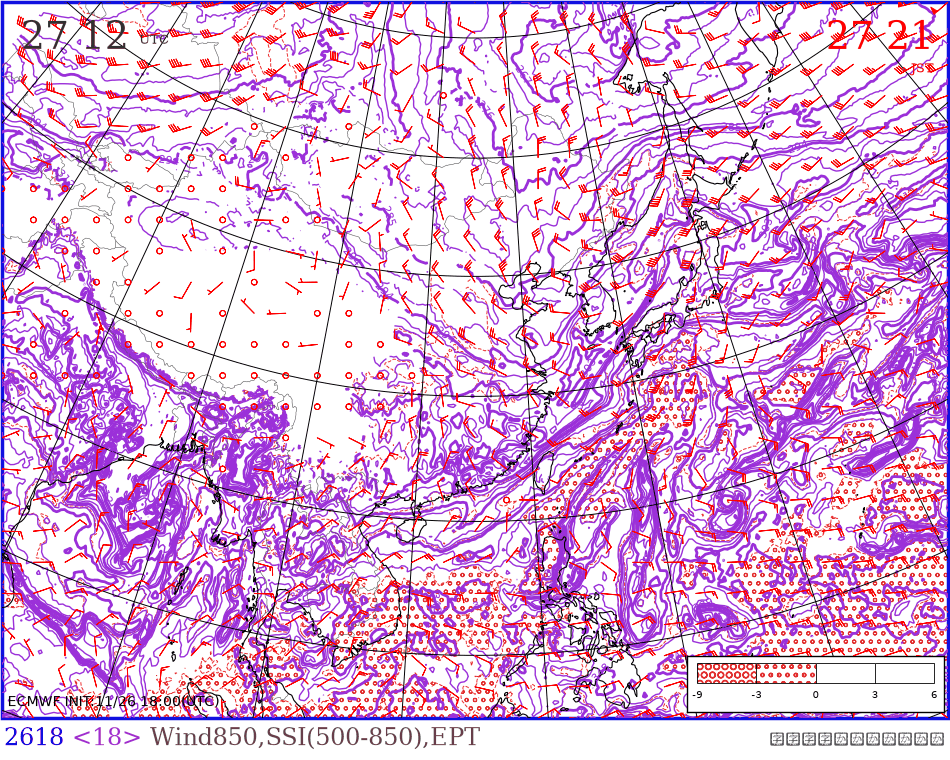 27 12 UTC
27 21
JST
-9 -3 0 3 6
ECMWF INIT:11/26 18:00(UTC)
2618 <18> Wind850,SSI(500-850),EPT